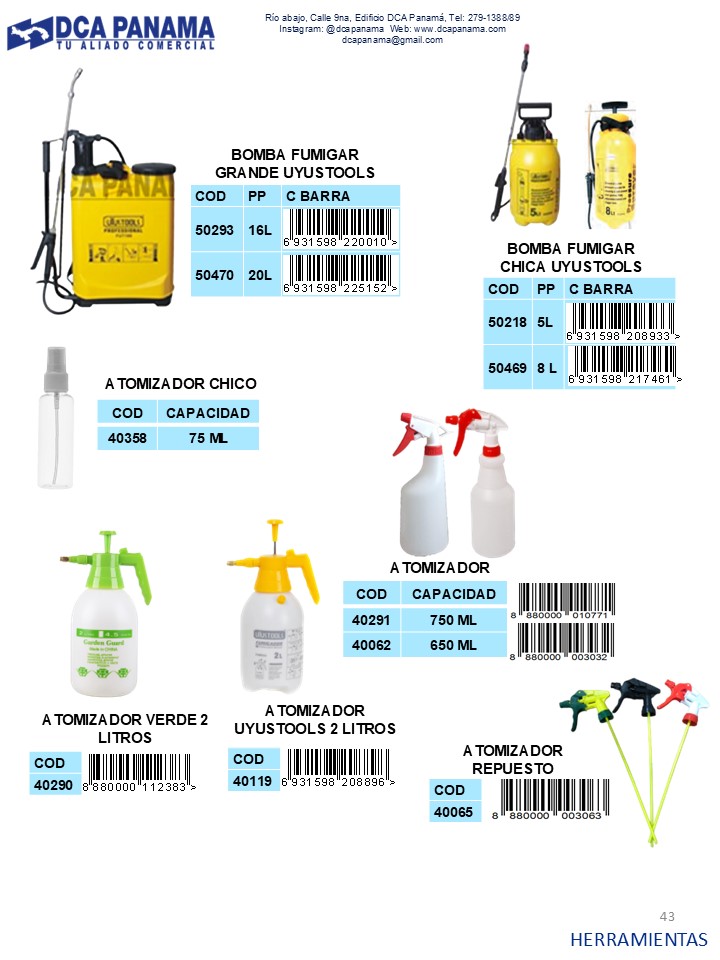 DCA PANAMA
TU ALIADO COMERCIAL
Río abajo, Calle 9na, Edificio DCA Panamá, Tel: 279-1388/89
Instagram: @dcapanama Web: www.dcapanama.com
dcapanama@gmail.com
BOMBA FUMIGAR
GRANDE UYUSTOOLS
COD PP C BARRA
50293 16L 6 931598 220010 >
50470 20L 6 931598 225152 >
BOMBA FUMIGAR
CHICA UYUSTOOLS
COD PP C BARRA
50218 5L 6 931598 208933 >
50469 8 L 6 931598 217461 >
5L
8L
UYUSTOOLS
PROFESSIONAL
ATOMIZADOR CHICO
COD CAPACIDAD
40358 75 ML
ATOMIZADOR
COD CAPACIDAD
40291 750 ML 8 880000 010771
40062 650 ML 8 880000 003032
Garden Guard
ATOMIZADOR VERDE 2
LITROS
COD
40290 8 880000 112383 >
UYUSTOOLS
2L
ATOMIZADOR
UYUSTOOLS 2 LITROS
COD
40119 6 931598 208896 >
ATOMIZADOR
REPUESTO
COD
40065 8 880000 003063
43
HERRAMIENTAS